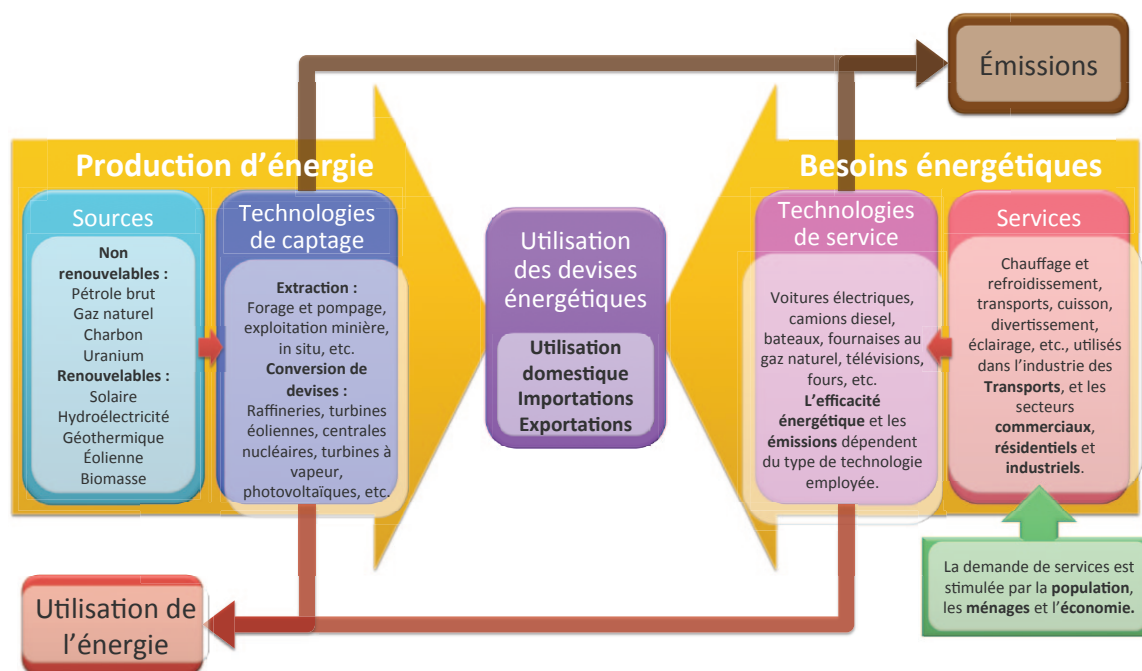 Émissions
Production d’énergie
Besoins énergétiques
Sources
Non
renouvelables :
Pétrole brut
Gaz naturel
Charbon
Uranium
Renouvelables :
Solaire
Hydroélectricité
Géothermique
Éolienne
Biomasse
Technologies
de captage
Extraction :
Forage et pompage,
exploitation minière,
in situ, etc.
Conversion de
devises :
Raffineries, turbines
éoliennes, centrales
nucléaires, turbines à
vapeur,
photovoltaïques, etc.
Utilisation
des devises
énergétiques
Utilisation
domestique
Importations
Exportations
Technologies
de service
Voitures électriques,
camions diesel,
bateaux, fournaises au
gaz naturel, télévisions,
fours, etc.
L’efficacité
énergétique et les
émissions dépendent
du type de technologie
employée.
Services
Chauffage et
refroidissement,
transports, cuisson,
divertissement,
éclairage, etc., utilisés
dans l’industrie des
Transports, et les
secteurs
commerciaux,
résidentiels et
industriels.
La demande de services est
stimulée par la population,
les ménages et l’économie.
Utilisation de
l’énergie